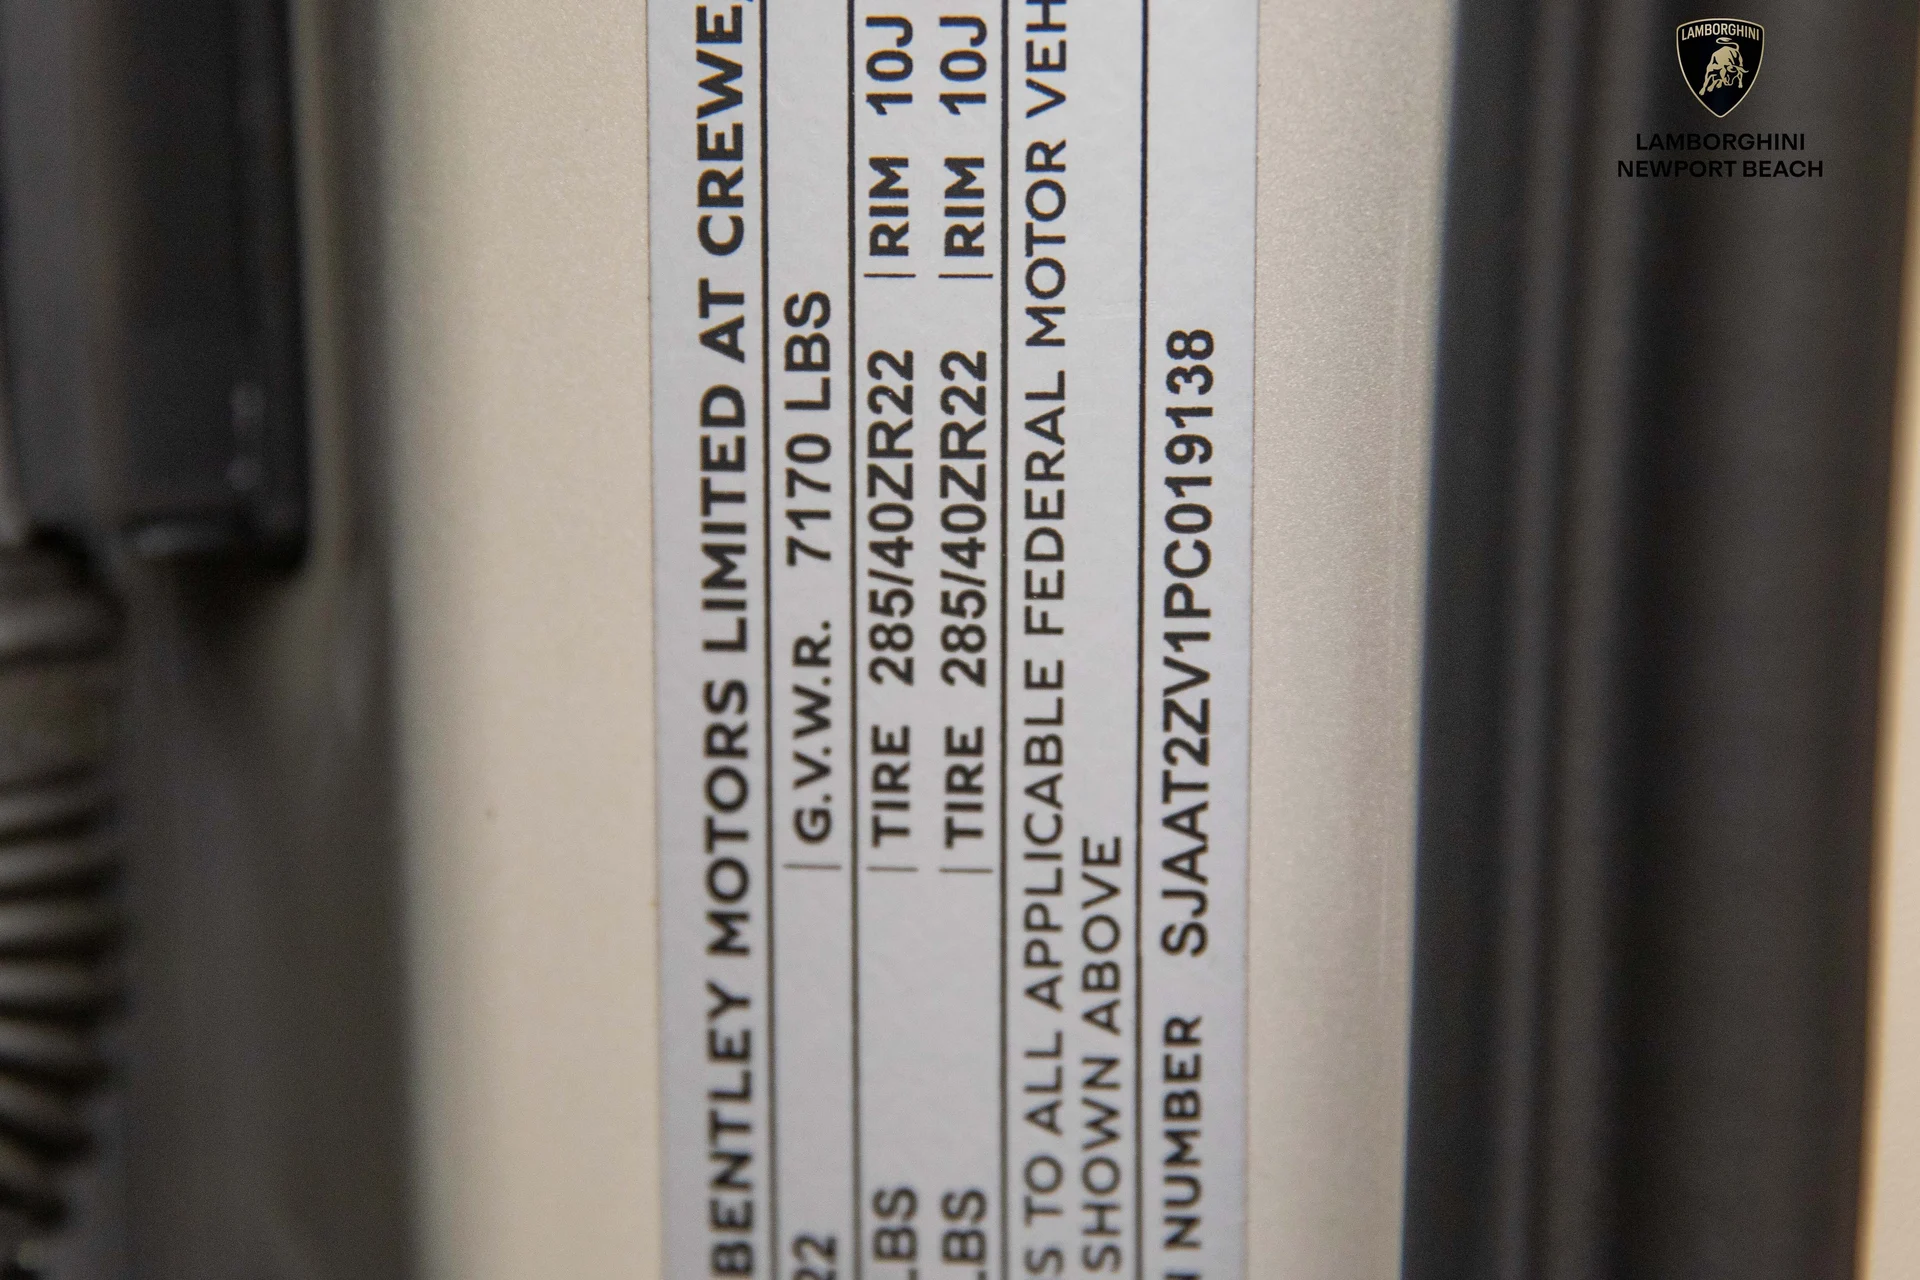 BENTLEY MOTORS LIMITED AT CREWE,
22 G.V.W.R. 7170 LBS
LBS TIRE 285/40ZR22 RIM 10J
LBS TIRE 285/40ZR22 RIM 10J
S TO ALL APPLICABLE FEDERAL MOTOR VEH
SHOWN ABOVE
N NUMBER SJAAT2ZV1PC019138
LAMBORGHINI
LAMBORGHINI
NEWPORT BEACH